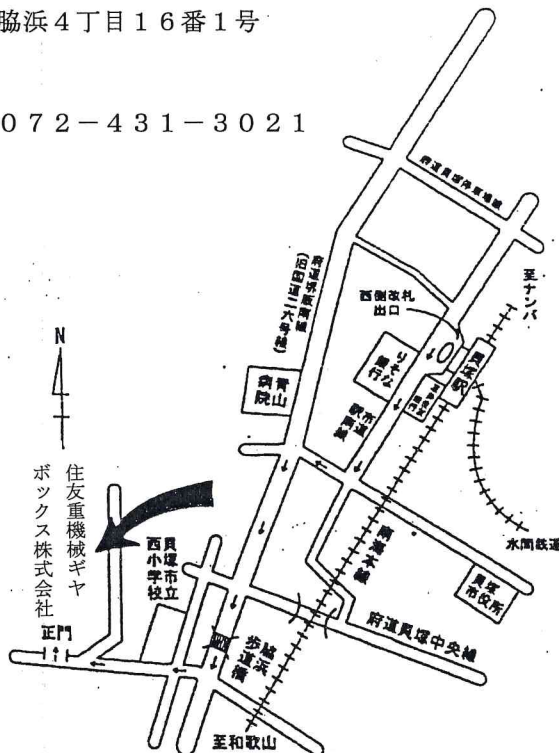 脇浜4丁目16番1号
072-431-3021
府道貝塚停車場線
至ナンバ
西側改札
出口
府道堺阪南線
(旧国道二六号線)
りそな
銀行
貝塚駅
青山
病院
市道
駅南線
N
水間鉄道
住友重機械ギヤ
ボックス株式会社
南海本線
貝塚市立
西小学校
貝塚
市役所
正門
府道貝塚中央線
脇浜
歩道橋
至和歌山